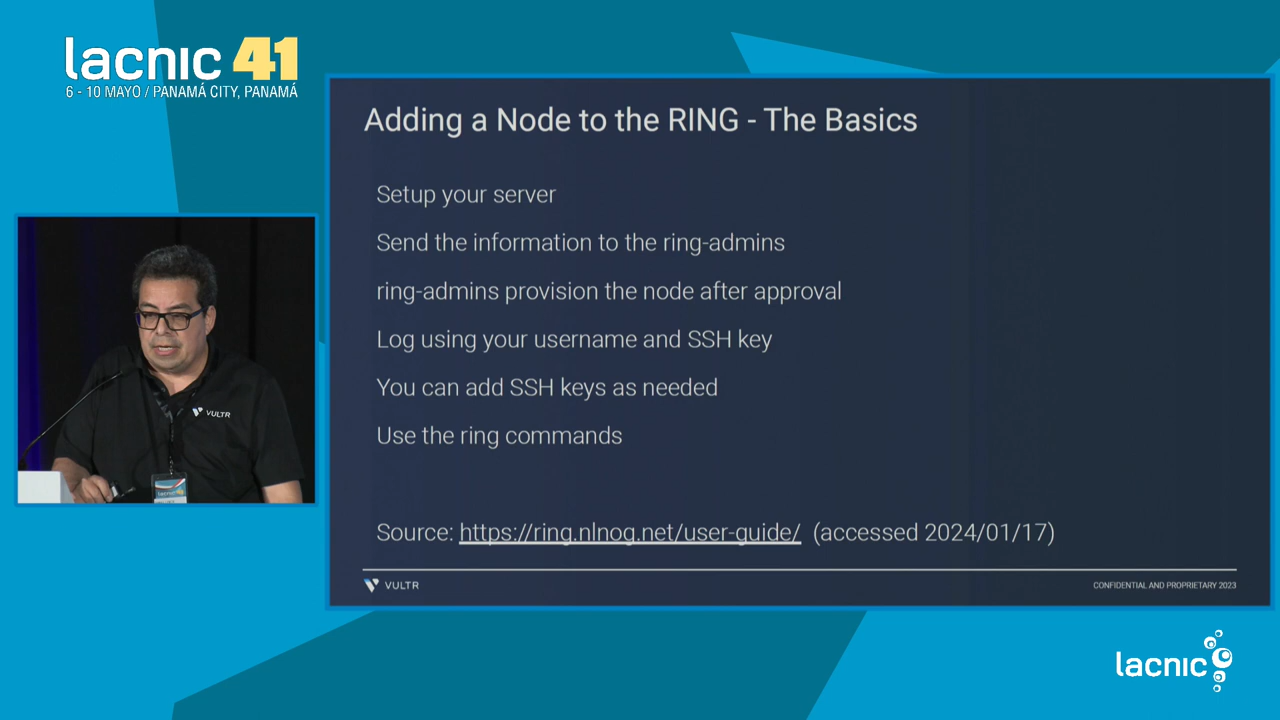 lacnic 41
6 - 10 MAYO / PANAMÁ CITY, PANAMÁ
Adding a Node to the RING - The Basics
Setup your server
Send the information to the ring-admins
ring-admins provision the node after approval
Log using your username and SSH key
You can add SSH keys as needed
Use the ring commands
Source: https://ring.nlnog.net/user-guide/ (accessed 2024/01/17)
VULTR
CONFIDENTIAL AND PROPRIETARY 2023
VULTR
lacnic
lacnic